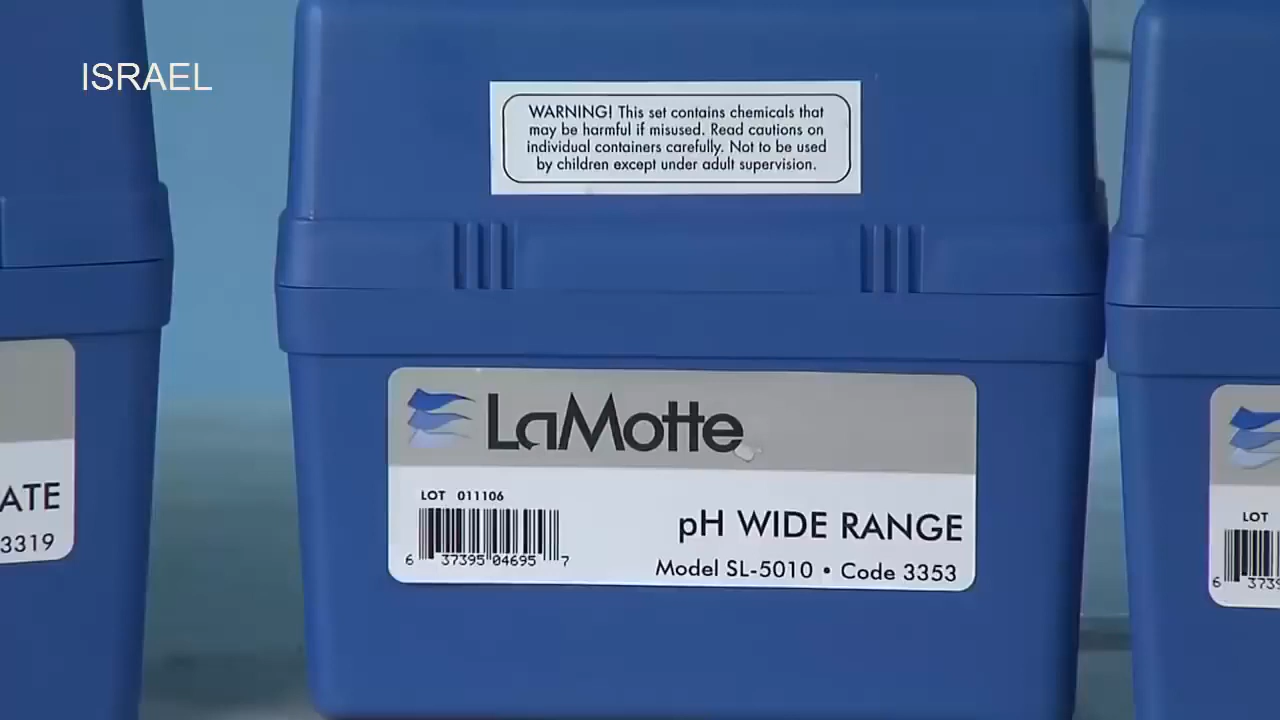 ISRAEL
WARNING! This set contains chemicals that
may be harmful if misused. Read cautions on
individual containers carefully. Not to be used
by children except under adult supervision.
LaMotte
LOT 011106
6 37395 04695 7
pH WIDE RANGE
Model SL-5010 • Code 3353
ATE
3319
LOT
6 373